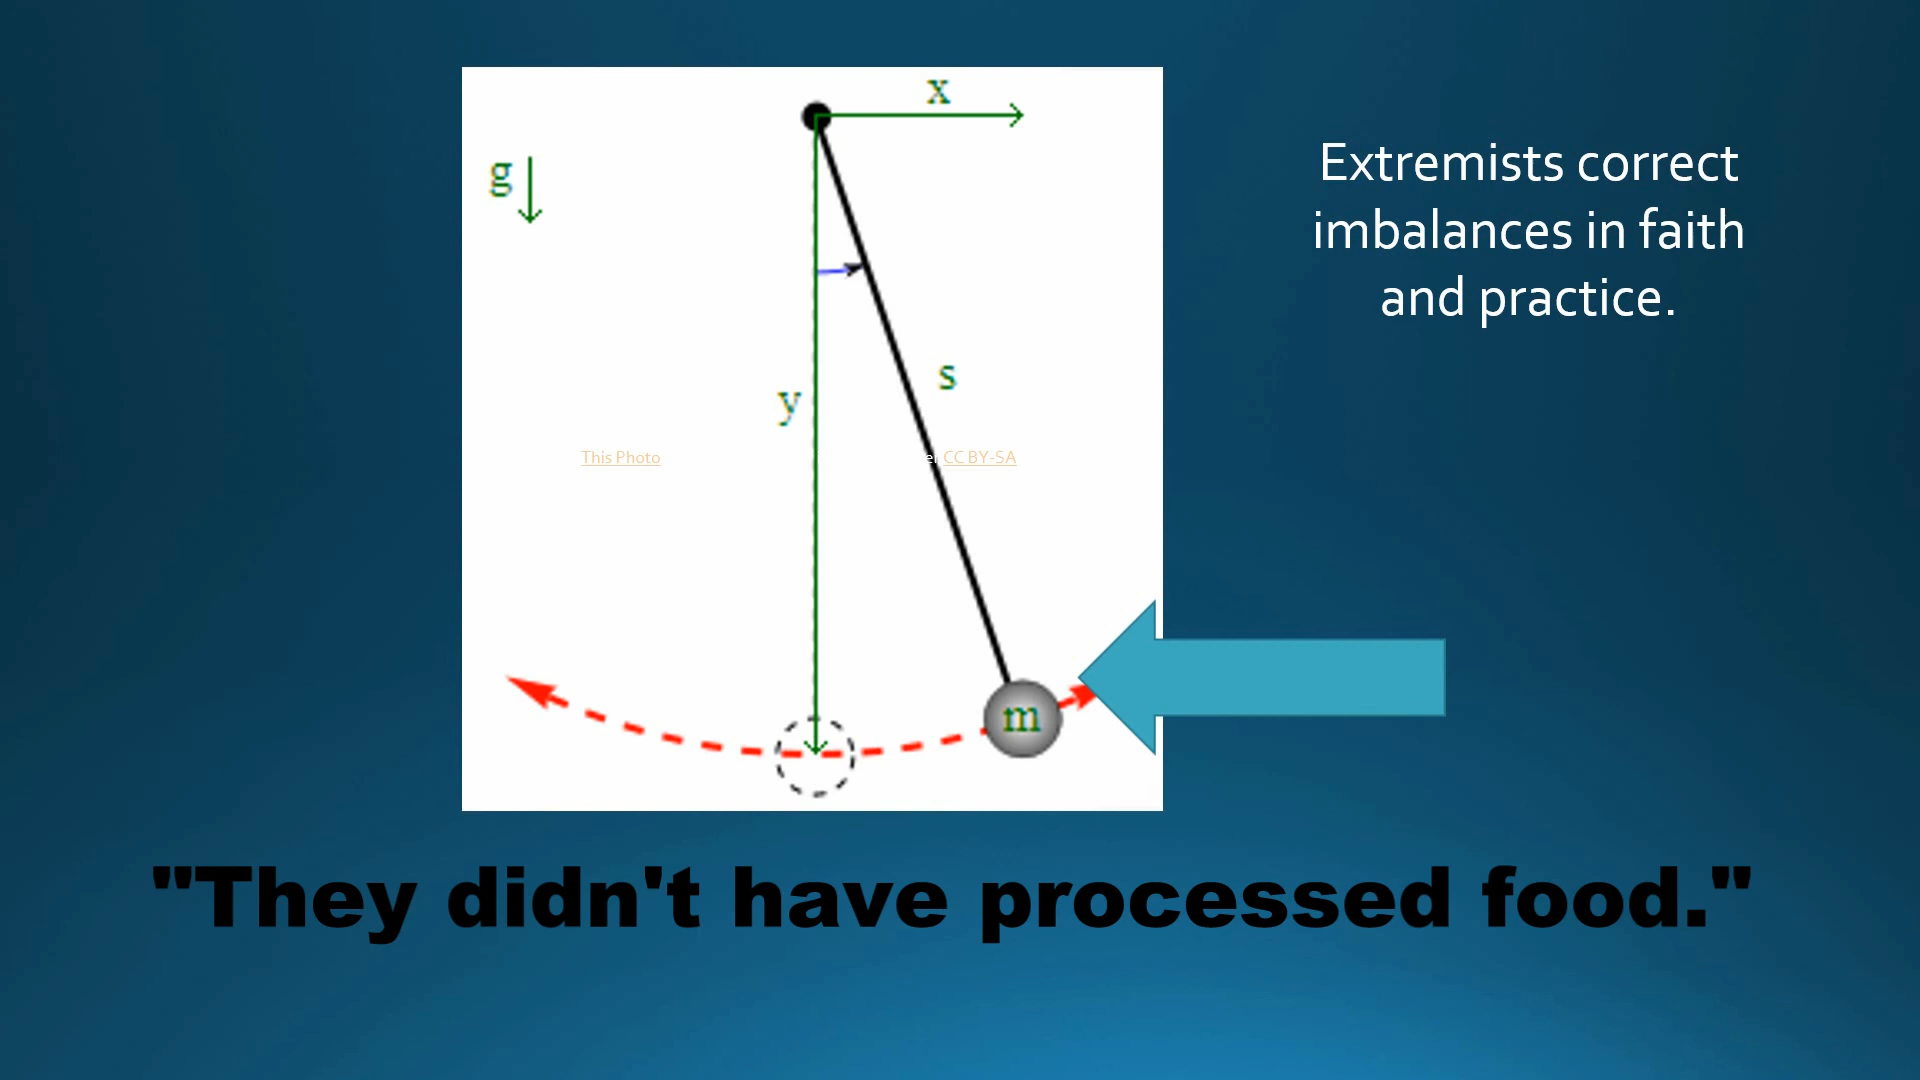 x
g
Extremists correct
imbalances in faith
and practice.
s
y
This Photo CC BY-SA
m
"They didn't have processed food."